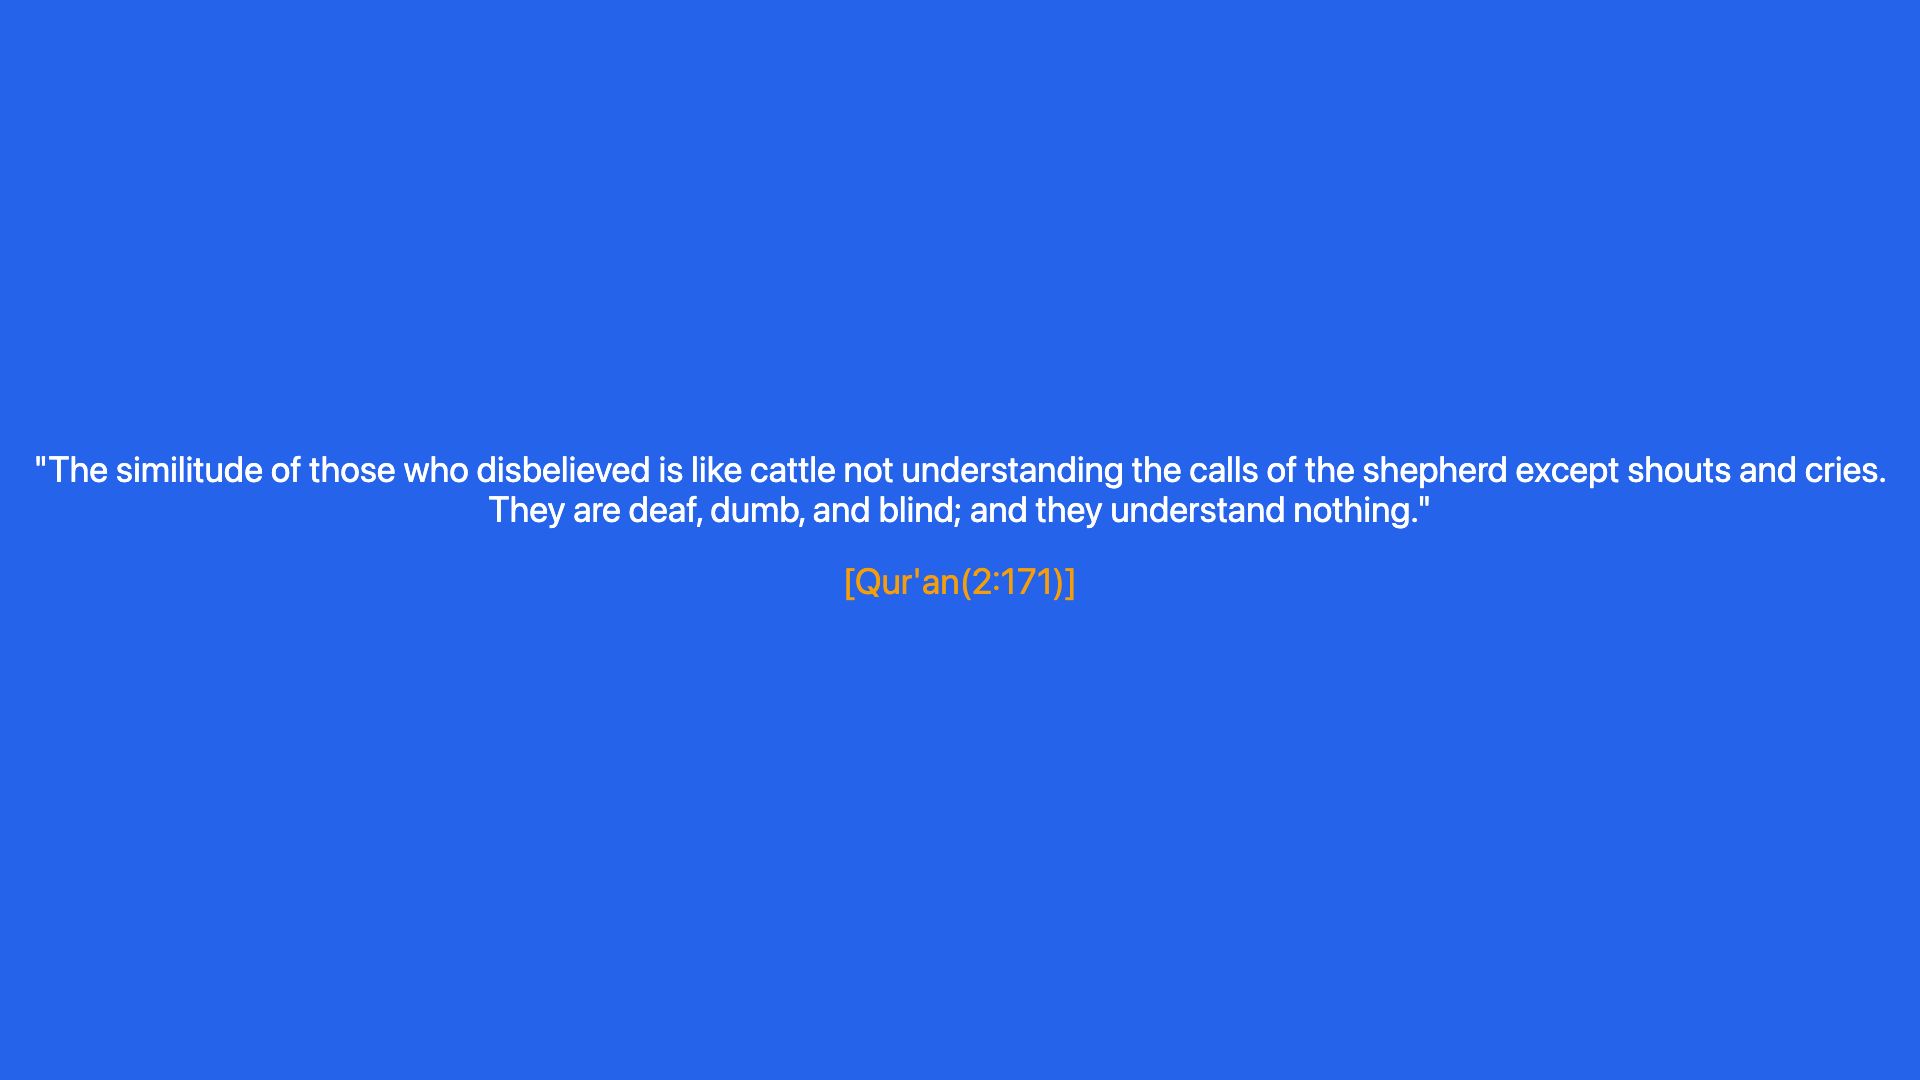 "The similitude of those who disbelieved is like cattle not understanding the calls of the shepherd except shouts and cries.
They are deaf, dumb, and blind; and they understand nothing."
[Qur'an(2:171)]